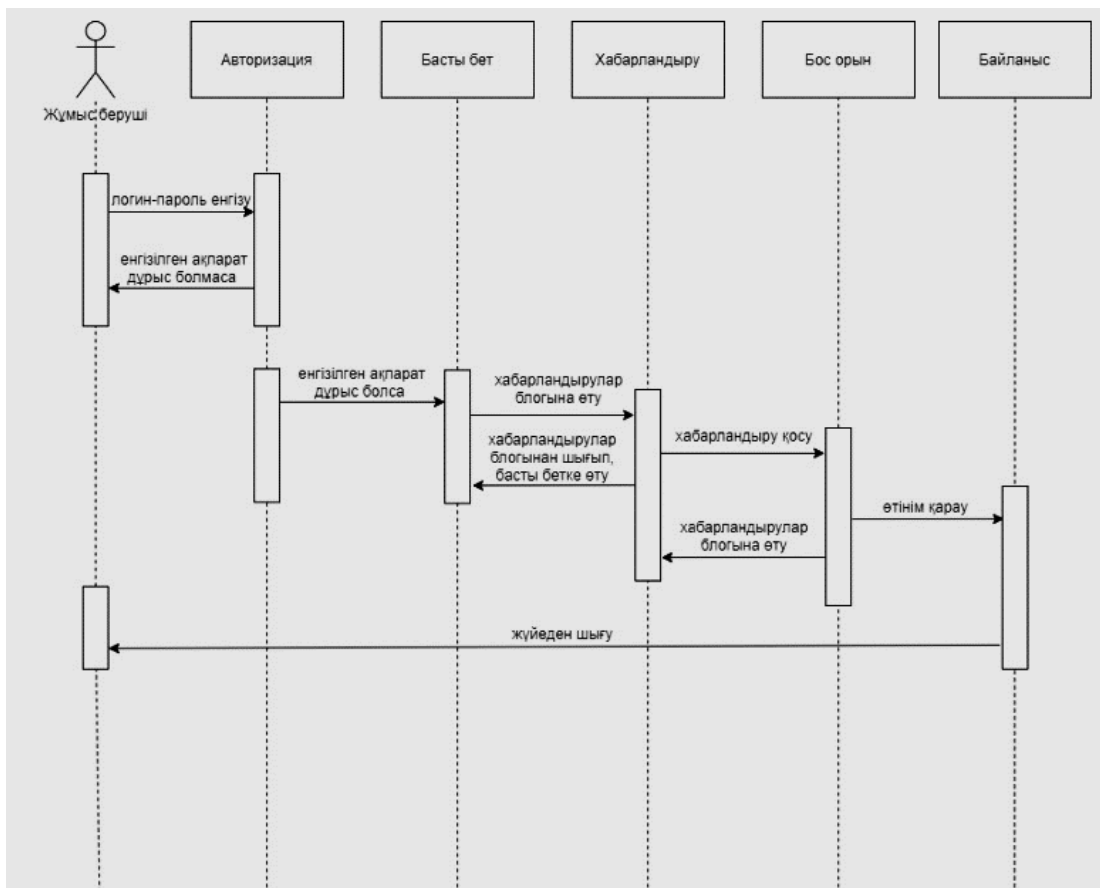 Авторизация
Басты бет
Хабарландыру
Бос орын
Байланыс
Жұмыс беруші
логин-пароль енгізу
енгізілген ақпарат
дұрыс болмаса
енгізілген ақпарат
дұрыс болса
хабарландырулар
блогына өту
хабарландырулар
блогынан шығып,
басты бетке өту
хабарландыру қосу
өтінім қарау
хабарландырулар
блогына өту
жүйеден шығу